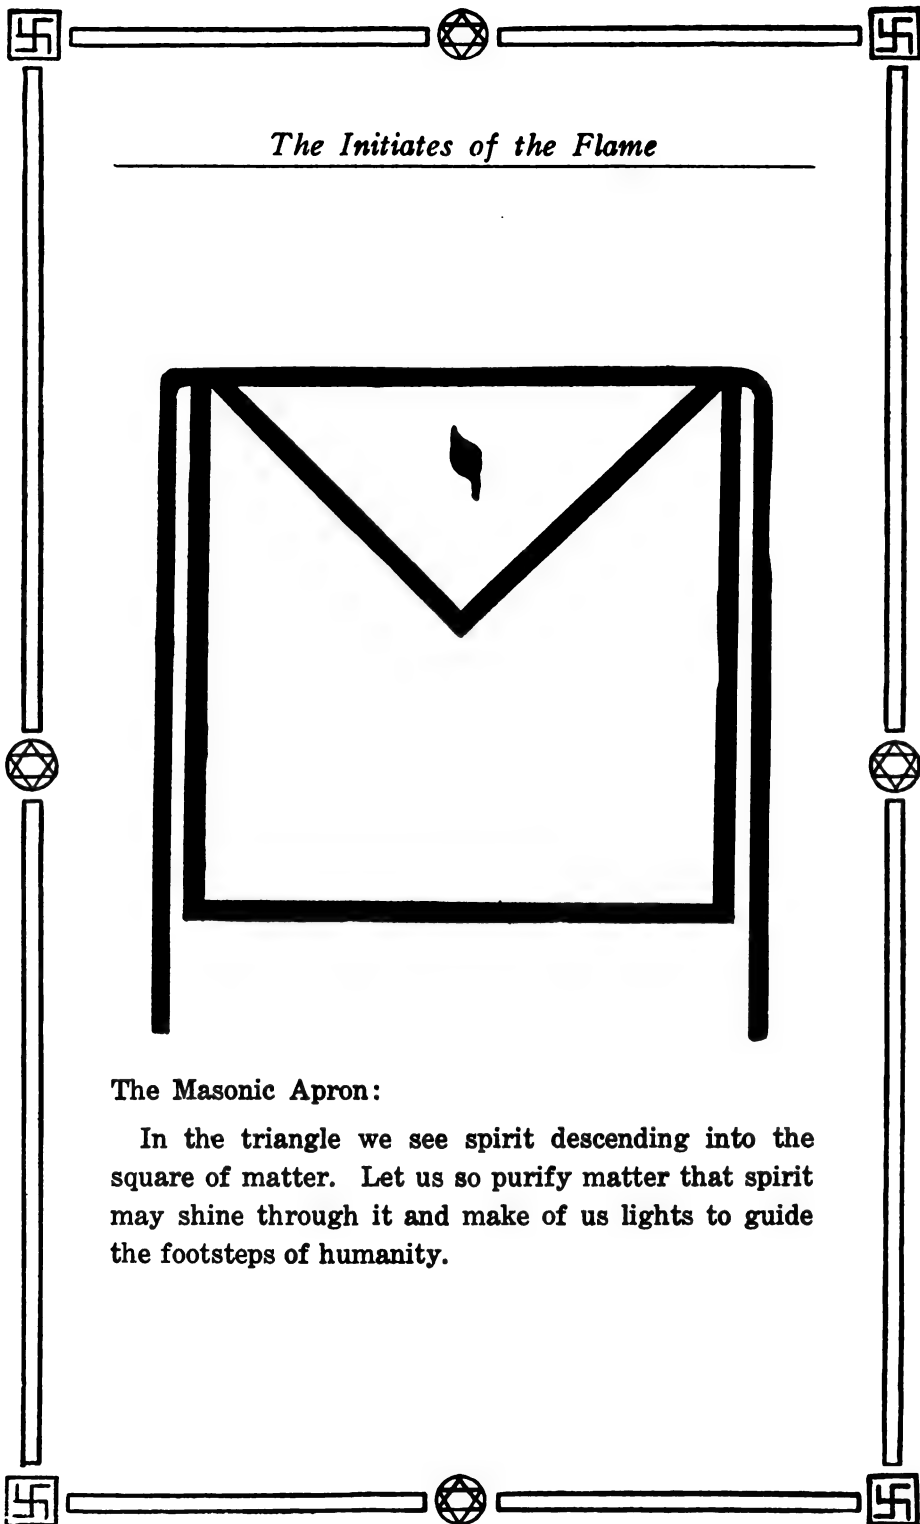 The Initiates of the Flame
י
The Masonic Apron:
In the triangle we see spirit descending into the
square of matter. Let us so purify matter that spirit
may shine through it and make of us lights to guide
the footsteps of humanity.